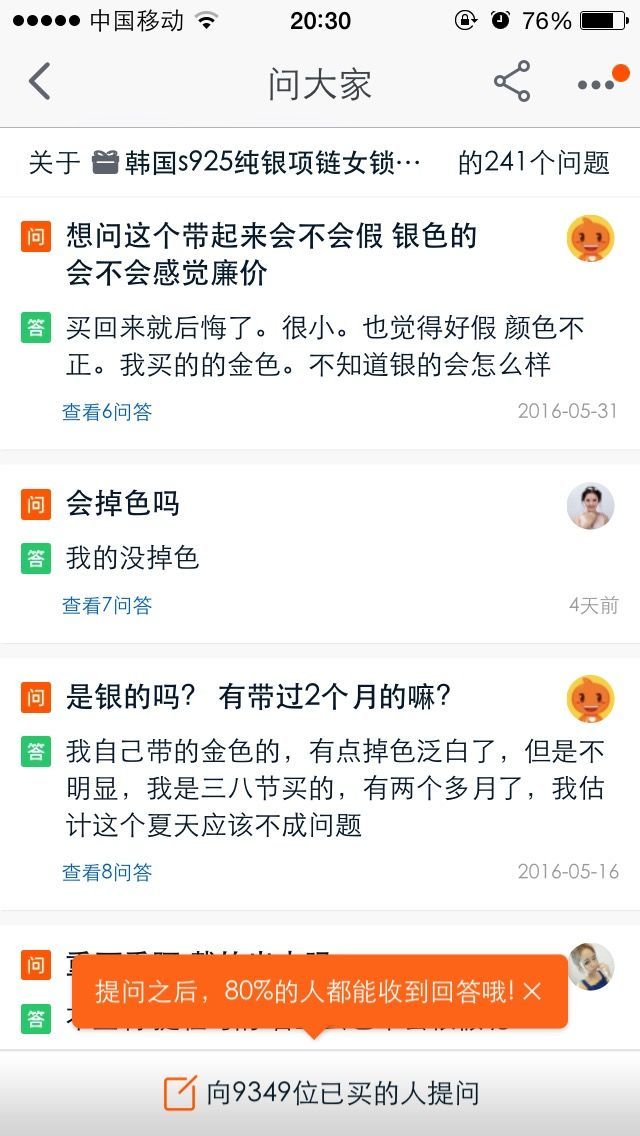 中国移动 20:30 76%
问大家
关于 韩国s925纯银项链女锁… 的241个问题
问 想问这个带起来会不会假 银色的
会不会感觉廉价
答 买回来就后悔了。很小。也觉得好假 颜色不
正。我买的的金色。不知道银的会怎么样
查看6问答 2016-05-31
问 会掉色吗
答 我的没掉色
查看7问答 4天前
问 是银的吗？ 有带过2个月的嘛？
答 我自己带的金色的，有点掉色泛白了，但是不
明显，我是三八节买的，有两个多月了，我估
计这个夏天应该不成问题
查看8问答 2016-05-16
问
提问之后，80%的人都能收到回答哦!
答
向9349位已买的人提问